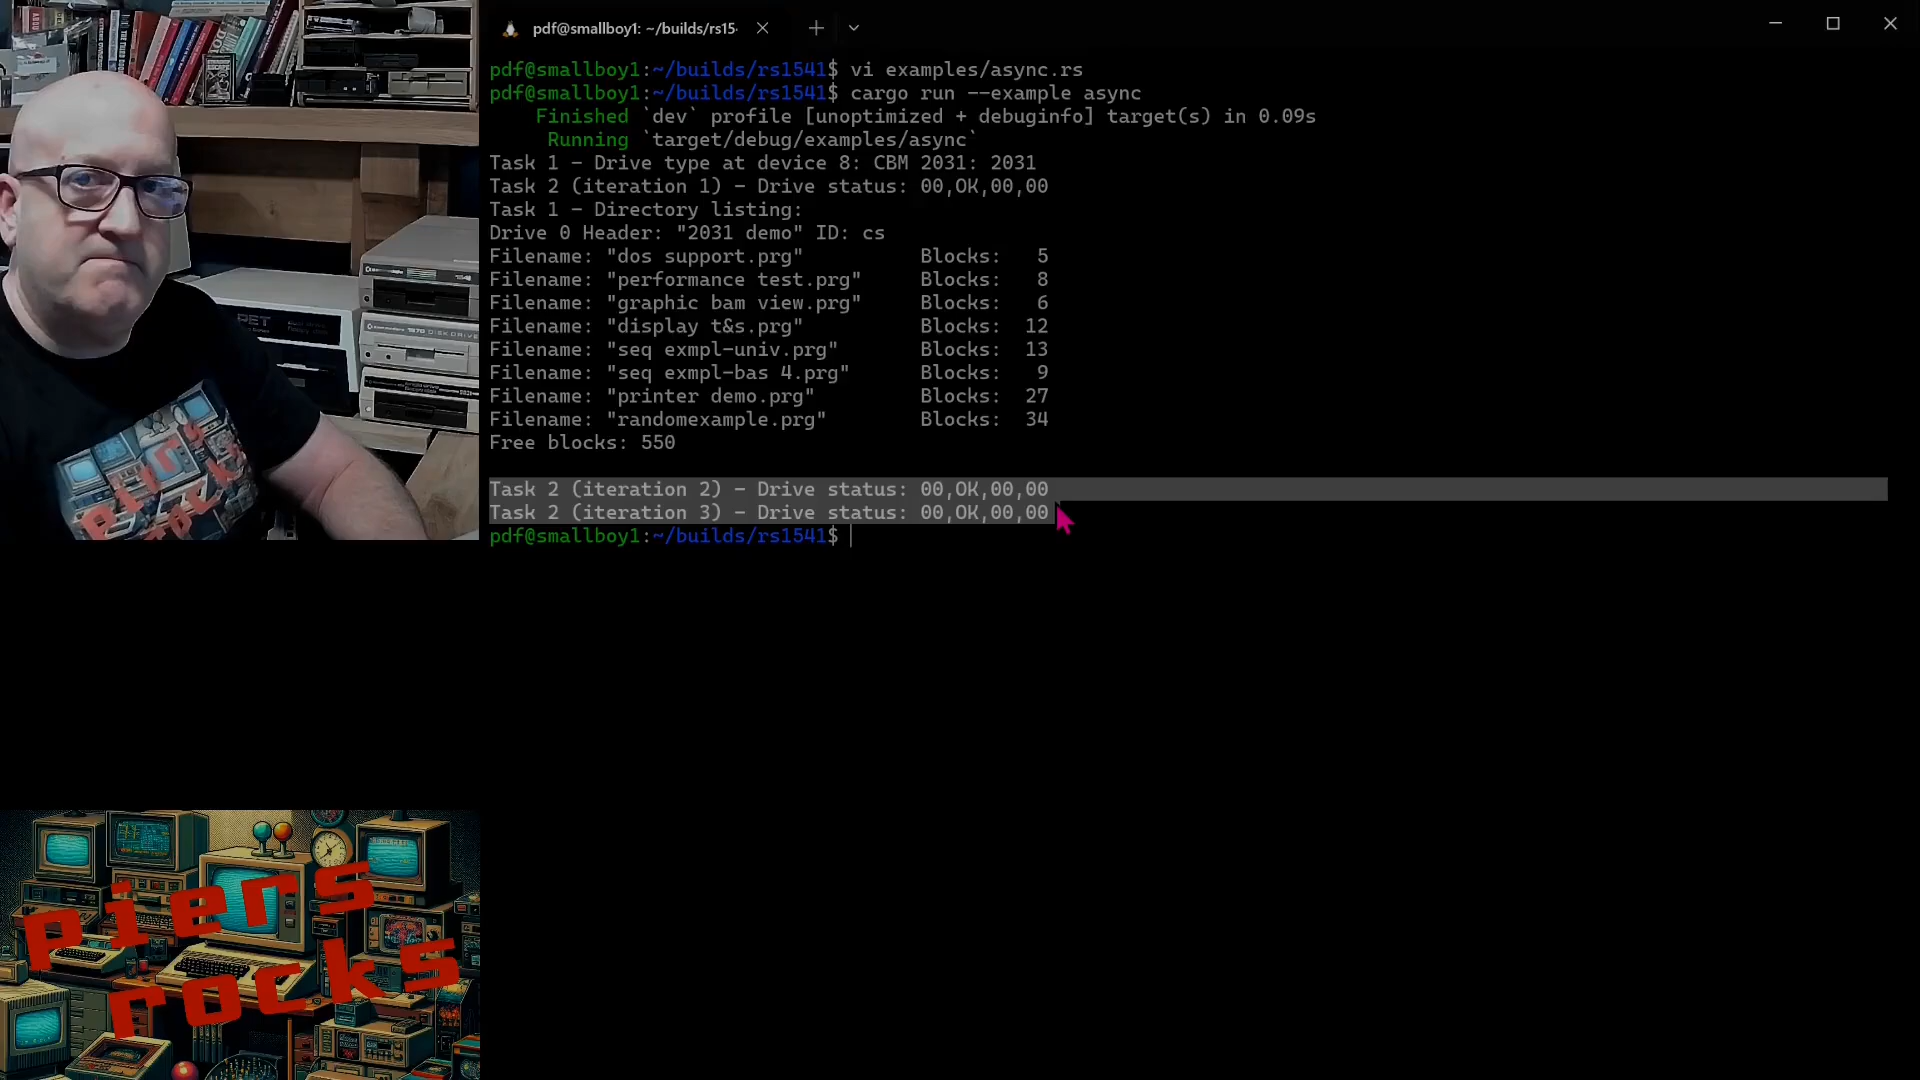 pdf@smallboy1: ~/builds/rs15
pdf@smallboy1:~/builds/rs1541$ vi examples/async.rs
pdf@smallboy1:~/builds/rs1541$ cargo run --example async
Finished `dev` profile [unoptimized + debuginfo] target(s) in 0.09s
Running `target/debug/examples/async`
Task 1 - Drive type at device 8: CBM 2031: 2031
Task 2 (iteration 1) - Drive status: 00,OK,00,00
Task 1 - Directory listing:
Drive 0 Header: "2031 demo" ID: cs
Filename: "dos support.prg" Blocks: 5
Filename: "performance test.prg" Blocks: 8
Filename: "graphic bam view.prg" Blocks: 6
Filename: "display t&s.prg" Blocks: 12
Filename: "seq exmpl-univ.prg" Blocks: 13
Filename: "seq exmpl-bas 4.prg" Blocks: 9
Filename: "printer demo.prg" Blocks: 27
Filename: "randomexample.prg" Blocks: 34
Free blocks: 550
Task 2 (iteration 2) - Drive status: 00,OK,00,00
Task 2 (iteration 3) - Drive status: 00,OK,00,00
pdf@smallboy1:~/builds/rs1541$
PET
piers
rocks